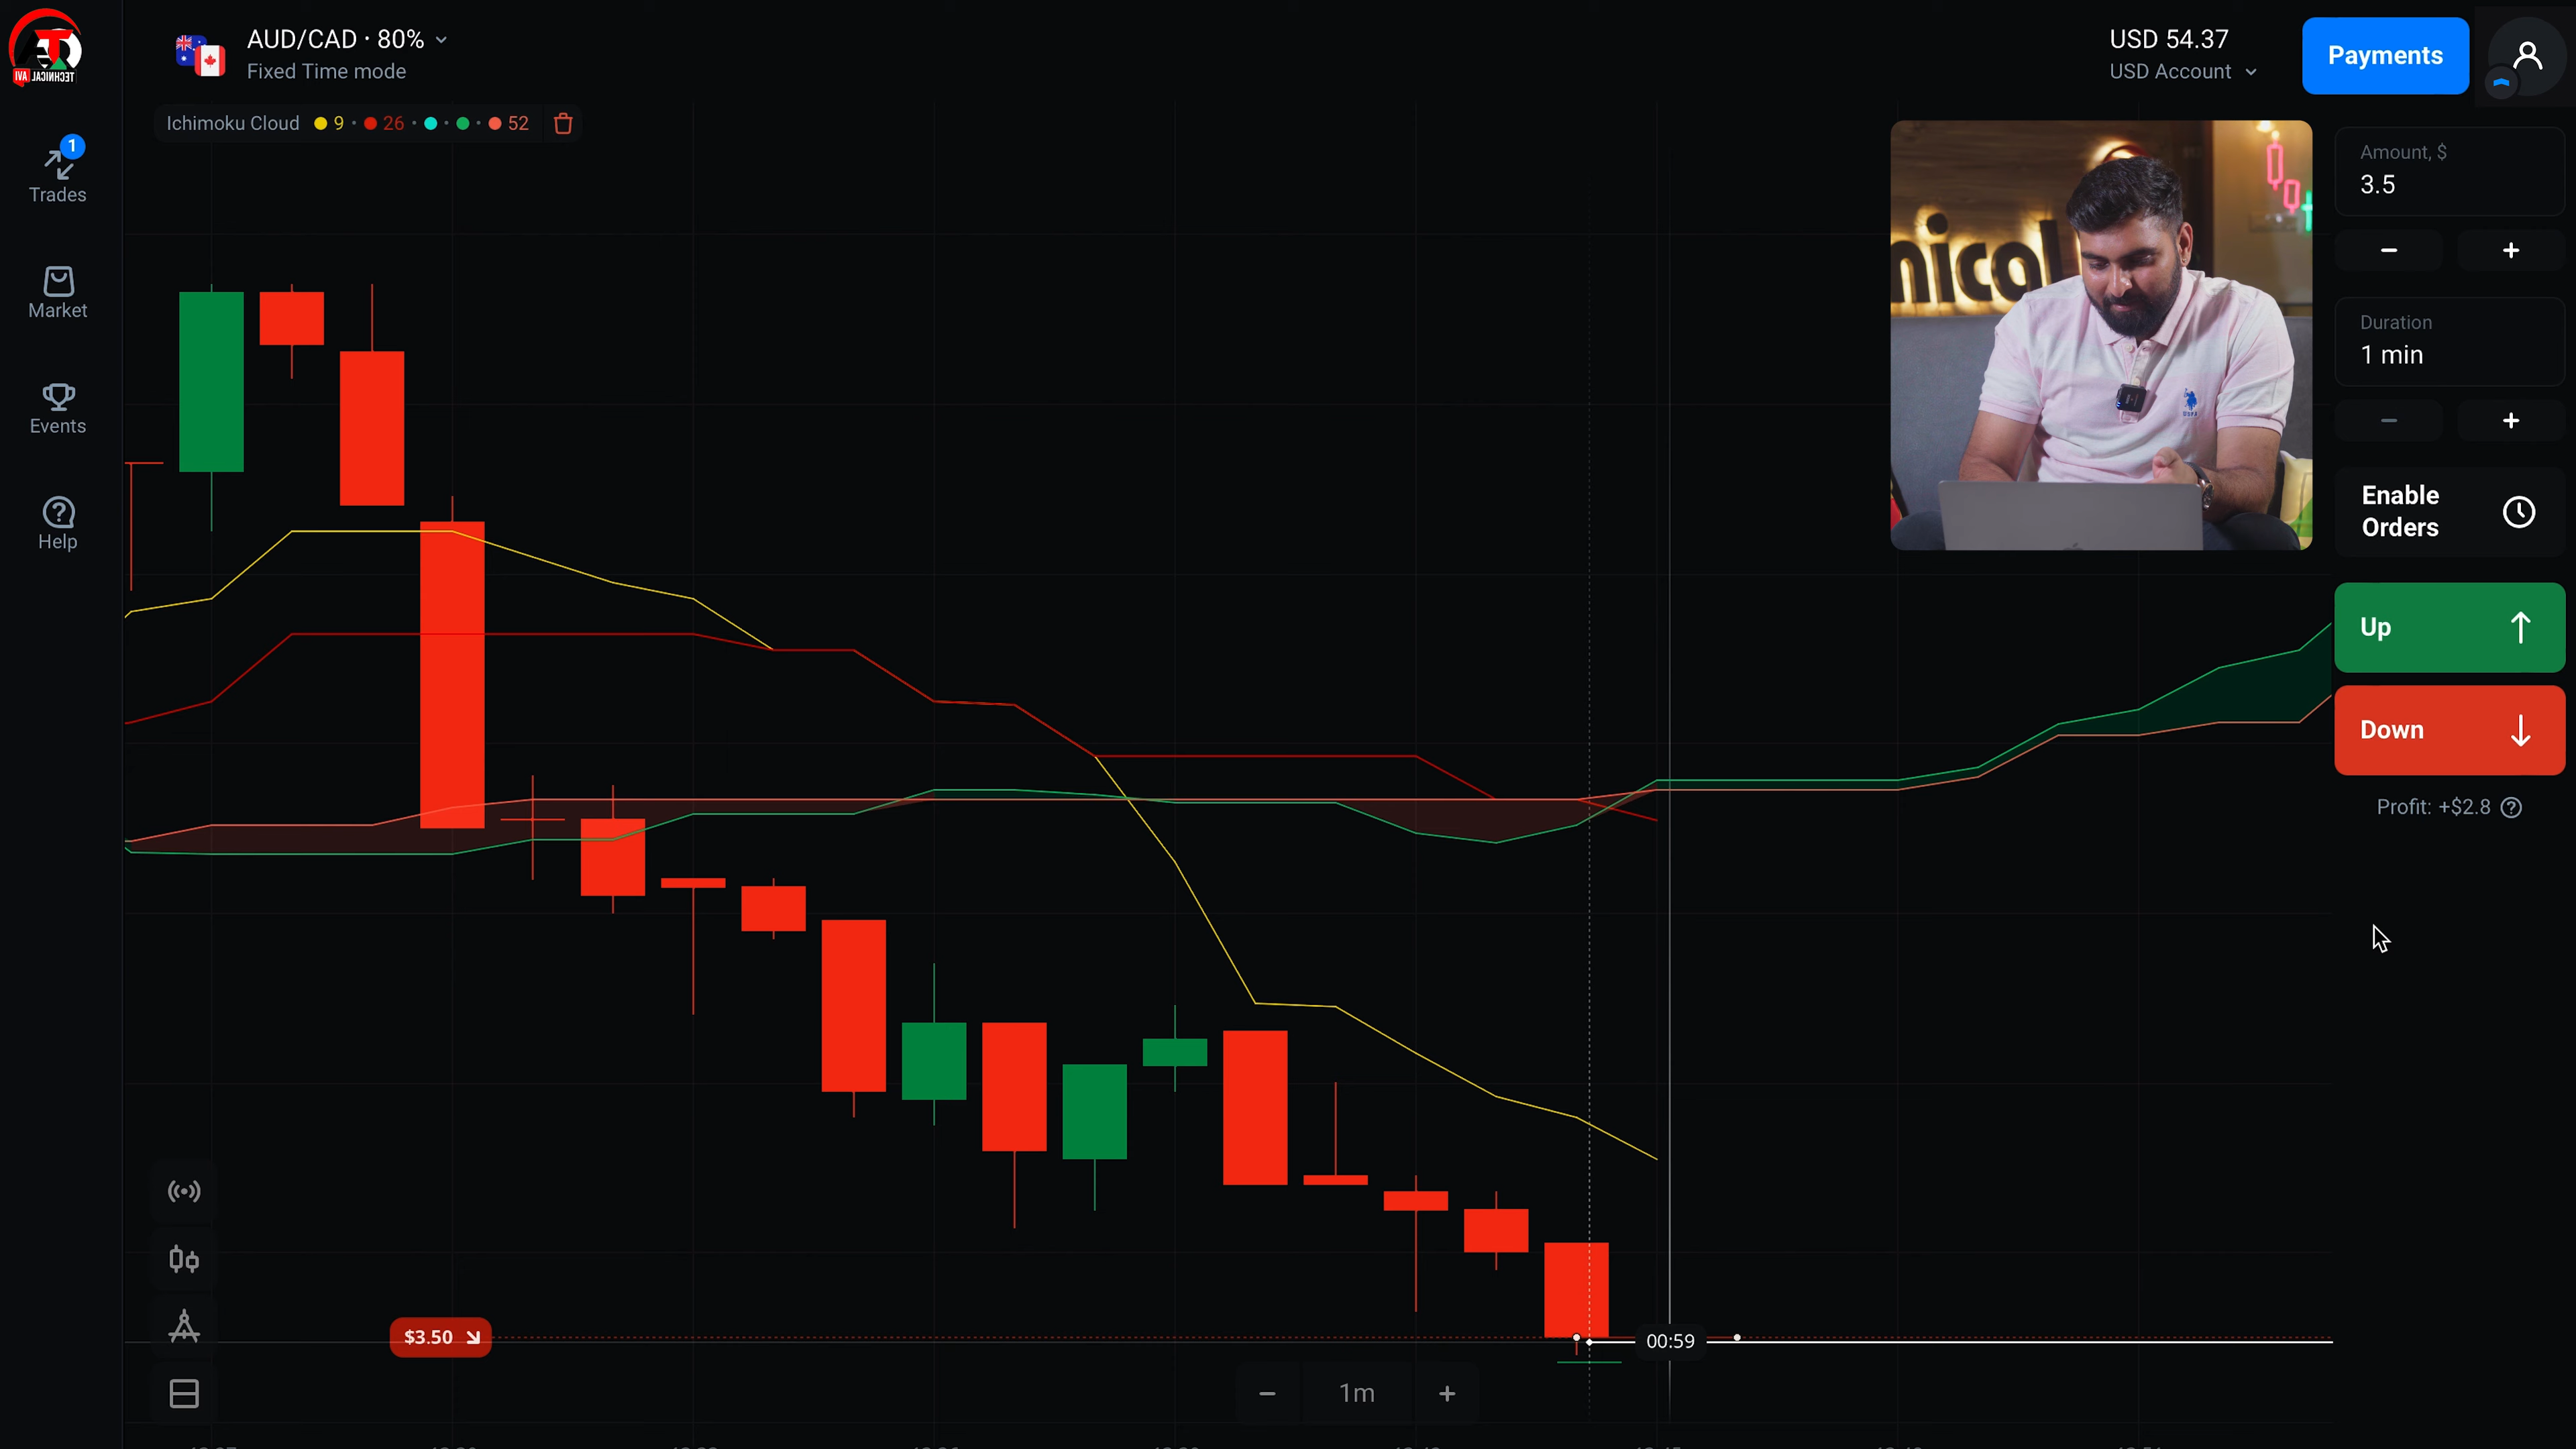 AUD/CAD · 80%
Fixed Time mode
USD 54.37
USD Account
Payments
TECHNICAL AVI
Ichimoku Cloud 9 · 26 · · · 52
1
Trades
Market
Events
Help
nical
Amount, $
3.5
− +
Duration
1 min
− +
Enable
Orders
Up
Down
Profit: +$2.8
$3.50
00:59
− 1m +